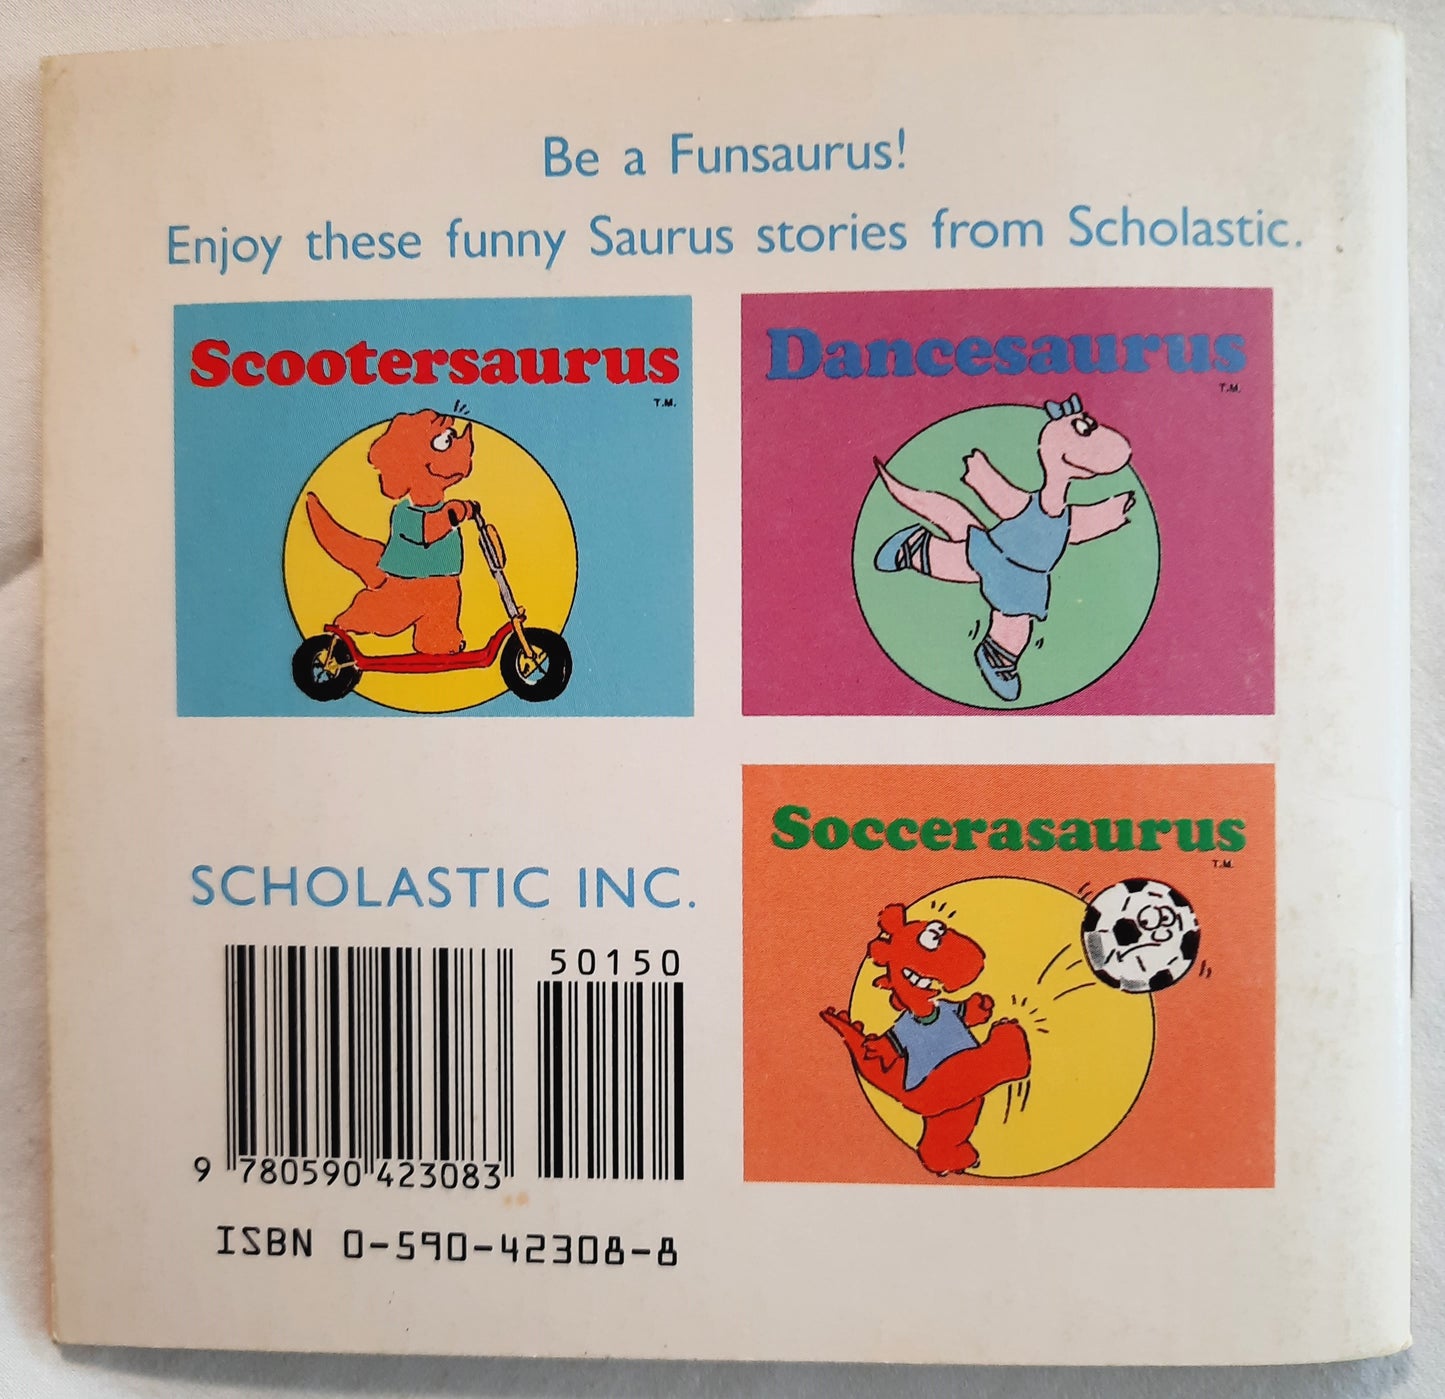 Be a Funsaurus!
Enjoy these funny Saurus stories from Scholastic.
Scootersaurus
T.M.
Dancesaurus
T.M.
Soccerasaurus
T.M.
SCHOLASTIC INC.
50150
9 780590 423083
ISBN 0-590-42308-8